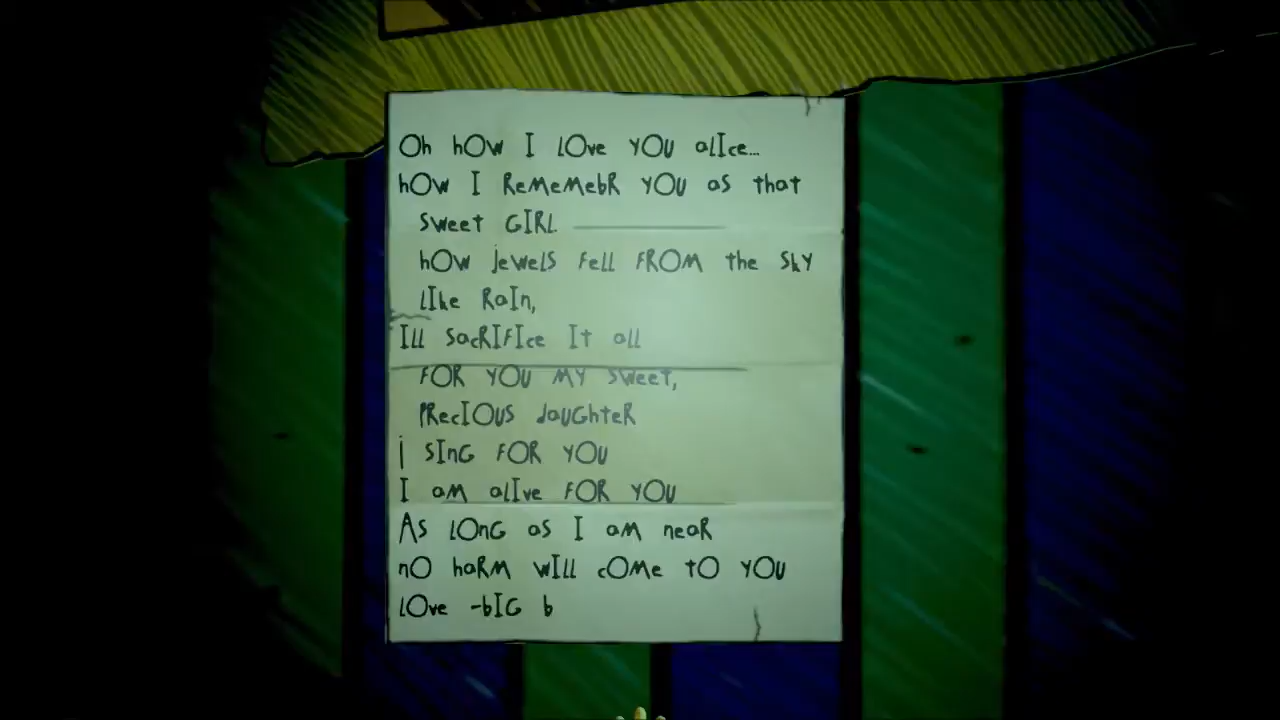 Oh hOw I LOve YOU alIce...
hOw I ReMeMebR YOU as that
sweet GIRL
hOw jewels fell FROM the sky
LIke RaIn,
Ill sacRIFIce It all
FOR YOU MY sweet,
PRecIOUs daUGhteR
j sInG FOR YOU
I aM alIve FOR YOU
As LOnG as I aM neaR
nO haRM wIll cOMe tO YOU
LOve -bIG b